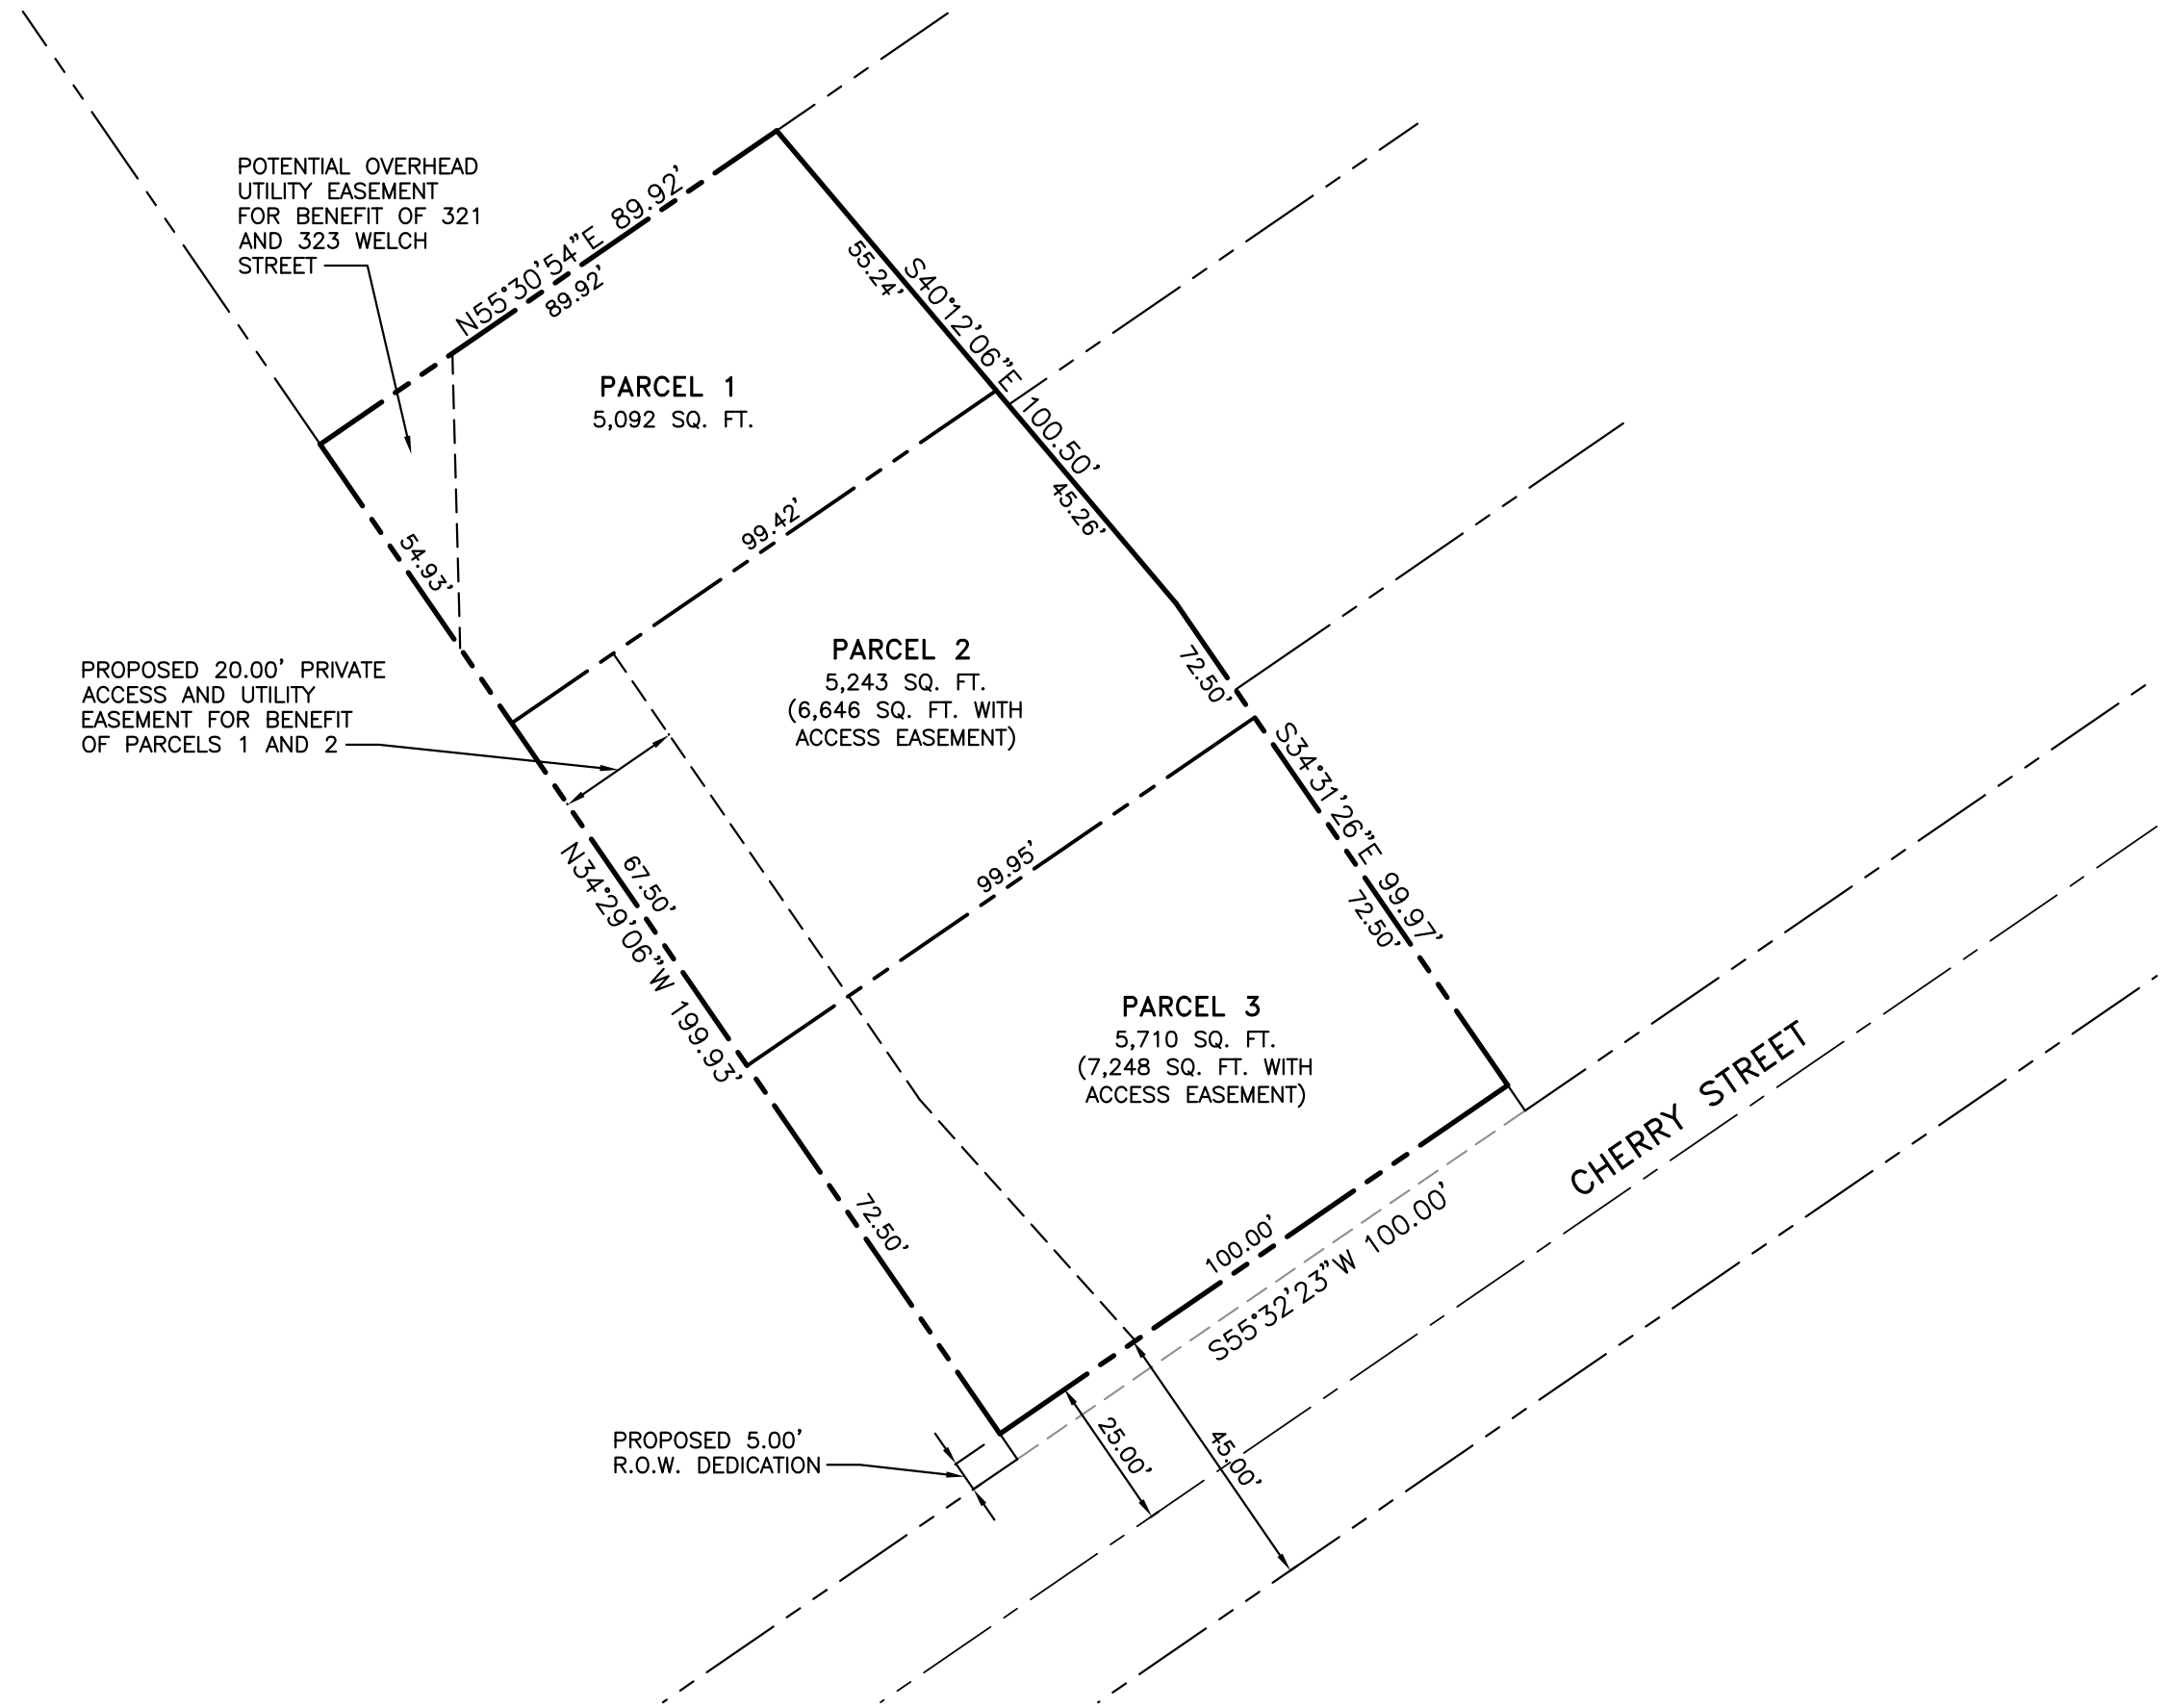 POTENTIAL OVERHEAD
UTILITY EASEMENT
FOR BENEFIT OF 321
AND 323 WELCH
STREET
N55°30'54"E 89.92'
89.92'
55.24'
S40°12'06"E 100.50'
45.26'
PARCEL 1
5,092 SQ. FT.
99.42'
54.93'
PROPOSED 20.00' PRIVATE
ACCESS AND UTILITY
EASEMENT FOR BENEFIT
OF PARCELS 1 AND 2
PARCEL 2
5,243 SQ. FT.
(6,646 SQ. FT. WITH
ACCESS EASEMENT)
72.50'
S34°31'26"E 99.97'
72.50'
67.50'
N34°29'06"W 199.93'
99.95'
PARCEL 3
5,710 SQ. FT.
(7,248 SQ. FT. WITH
ACCESS EASEMENT)
72.50'
100.00'
S55°32'23"W 100.00'
CHERRY STREET
PROPOSED 5.00'
R.O.W. DEDICATION
25.00'
45.00'